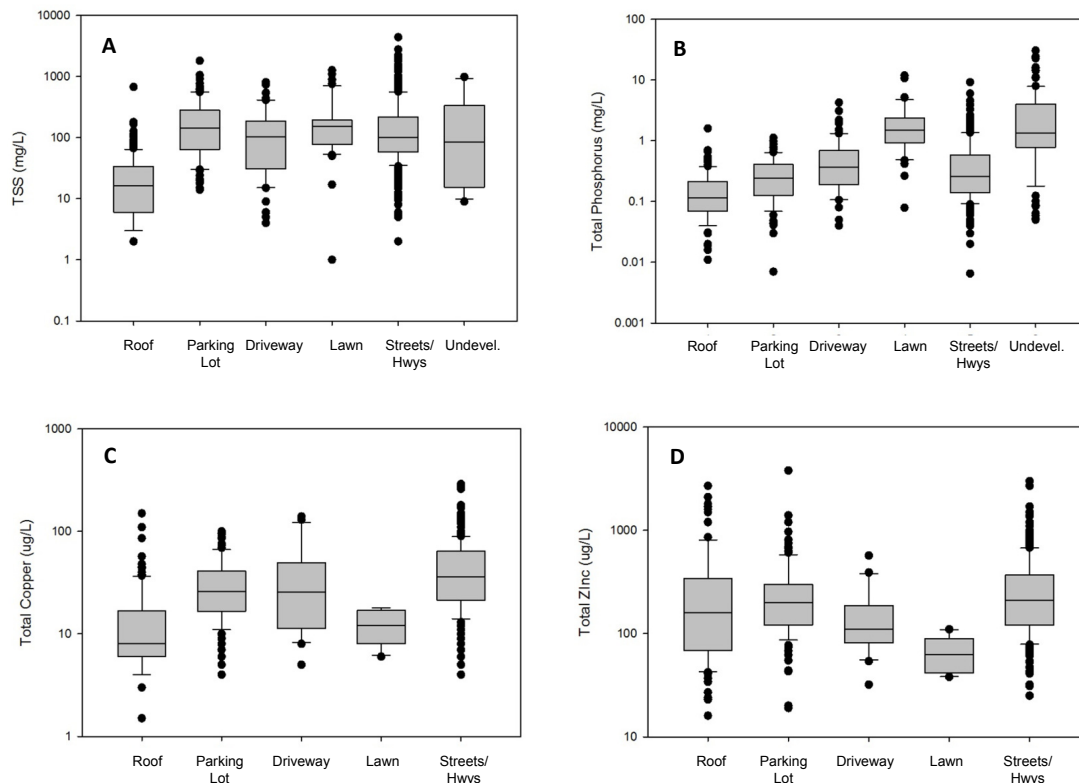 A
TSS (mg/L)
10000
1000
100
10
1
0.1
Roof Parking Driveway Lawn Streets/ Undevel.
Lot Hwys
B
Total Phosphorus (mg/L)
100
10
1
0.1
0.01
0.001
Roof Parking Driveway Lawn Streets/ Undevel.
Lot Hwys
C
Total Copper (ug/L)
1000
100
10
1
Roof Parking Driveway Lawn Streets/
Lot Hwys
D
Total ZInc (ug/L)
10000
1000
100
10
Roof Parking Driveway Lawn Streets/
Lot Hwys